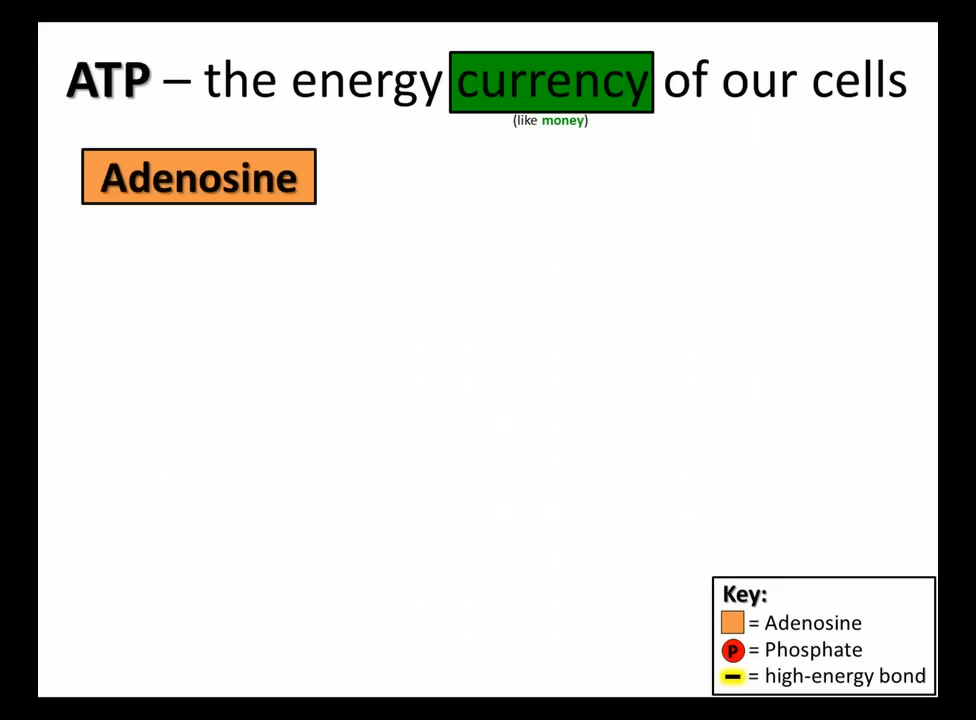 ATP – the energy currency of our cells
(like money)
Adenosine
Key:
= Adenosine
P = Phosphate
= high-energy bond